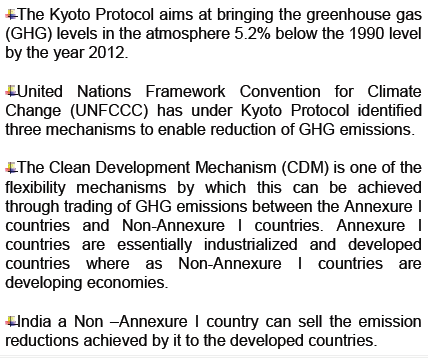 The Kyoto Protocol aims at bringing the greenhouse gas
(GHG) levels in the atmosphere 5.2% below the 1990 level
by the year 2012.
United Nations Framework Convention for Climate
Change (UNFCCC) has under Kyoto Protocol identified
three mechanisms to enable reduction of GHG emissions.
The Clean Development Mechanism (CDM) is one of the
flexibility mechanisms by which this can be achieved
through trading of GHG emissions between the Annexure I
countries and Non-Annexure I countries. Annexure I
countries are essentially industrialized and developed
countries where as Non-Annexure I countries are
developing economies.
India a Non –Annexure I country can sell the emission
reductions achieved by it to the developed countries.